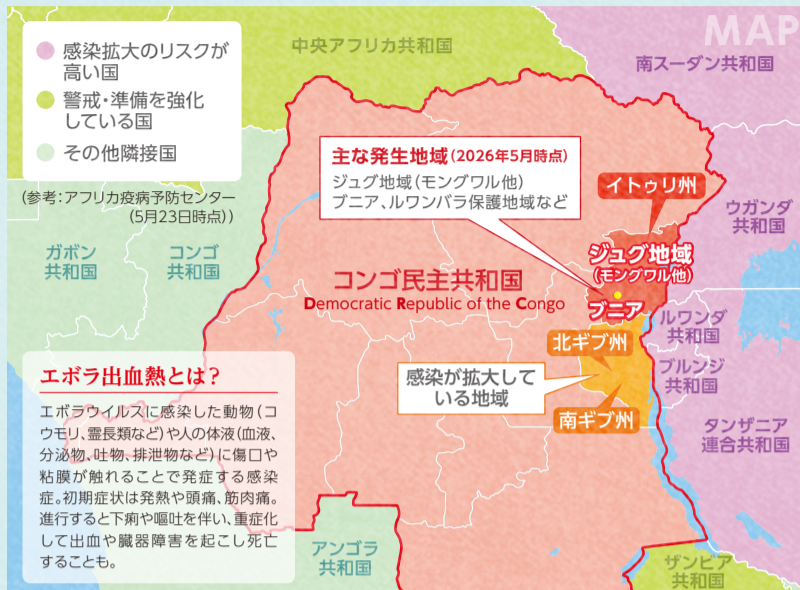 MAP
感染拡大のリスクが
高い国
警戒・準備を強化
している国
その他隣接国
(参考:アフリカ疫病予防センター
(5月23日時点))
中央アフリカ共和国
南スーダン共和国
主な発生地域(2026年5月時点)
ジュグ地域(モングワル他)
ブニア、ルワンパラ保護地域など
イトゥリ州
ウガンダ
共和国
ガボン
共和国
コンゴ
共和国
ジュグ地域
(モングワル他)
コンゴ民主共和国
Democratic Republic of the Congo
ブニア
ルワンダ
共和国
北ギブ州
ブルンジ
共和国
感染が拡大して
いる地域
南ギブ州
タンザニア
連合共和国
エボラ出血熱とは?
エボラウイルスに感染した動物(コ
ウモリ、霊長類など)や人の体液(血液、
分泌物、吐物、排泄物など)に傷口や
粘膜が触れることで発症する感染
症。初期症状は発熱や頭痛、筋肉痛。
進行すると下痢や嘔吐を伴い、重症化
して出血や臓器障害を起こし死亡
することも。
アンゴラ
共和国
ザンビア
共和国